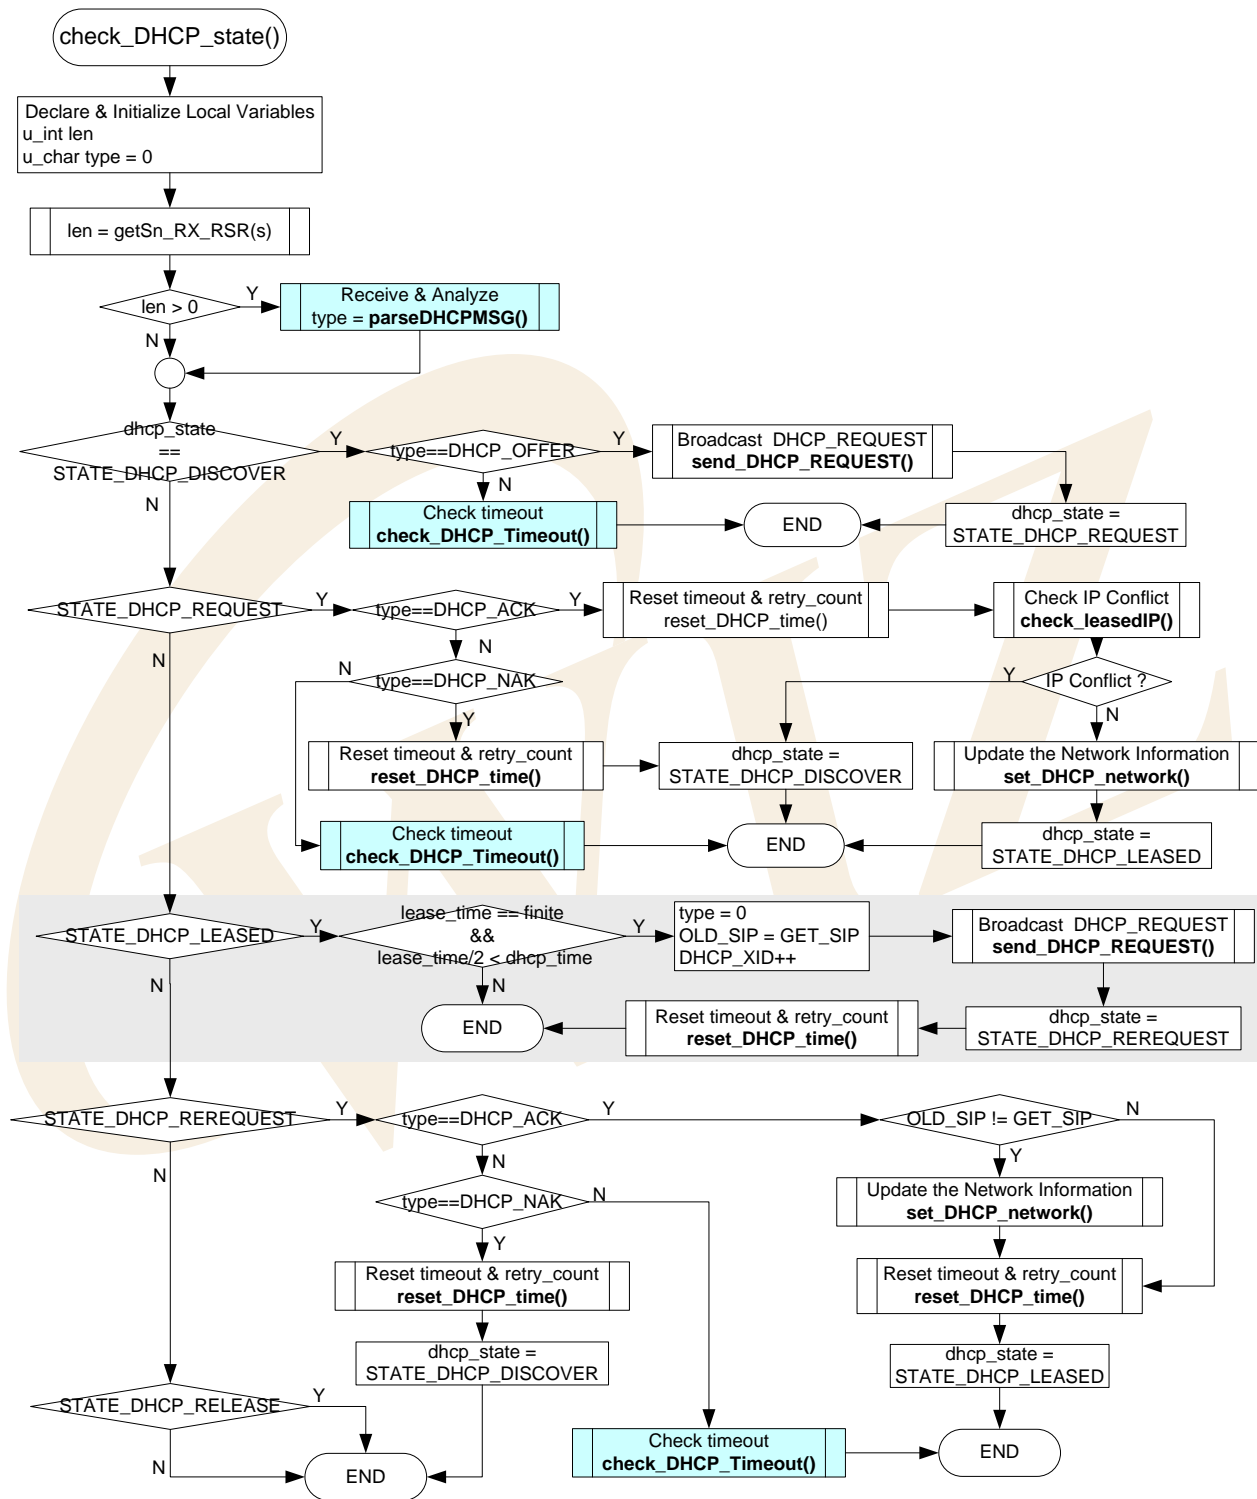 check_DHCP_state()
Declare & Initialize Local Variables
u_int len
u_char type = 0
len = getSn_RX_RSR(s)
len > 0
Y
Receive & Analyze
type = parseDHCPMSG()
N
dhcp_state
==
STATE_DHCP_DISCOVER
Y
type==DHCP_OFFER
Y
Broadcast  DHCP_REQUEST
send_DHCP_REQUEST()
N
N
Check timeout
check_DHCP_Timeout()
END
dhcp_state =
STATE_DHCP_REQUEST
STATE_DHCP_REQUEST
Y
type==DHCP_ACK
Y
Reset timeout & retry_count
reset_DHCP_time()
Check IP Conflict
check_leasedIP()
N
N
N
type==DHCP_NAK
Y
IP Conflict ?
Y
N
Reset timeout & retry_count
reset_DHCP_time()
dhcp_state =
STATE_DHCP_DISCOVER
Update the Network Information
set_DHCP_network()
Check timeout
check_DHCP_Timeout()
END
dhcp_state =
STATE_DHCP_LEASED
STATE_DHCP_LEASED
Y
lease_time == finite
&&
lease_time/2 < dhcp_time
Y
type = 0
OLD_SIP = GET_SIP
DHCP_XID++
Broadcast  DHCP_REQUEST
send_DHCP_REQUEST()
N
N
END
Reset timeout & retry_count
reset_DHCP_time()
dhcp_state =
STATE_DHCP_REREQUEST
STATE_DHCP_REREQUEST
Y
type==DHCP_ACK
Y
OLD_SIP != GET_SIP
N
N
N
Y
type==DHCP_NAK
N
Update the Network Information
set_DHCP_network()
Y
Reset timeout & retry_count
reset_DHCP_time()
Reset timeout & retry_count
reset_DHCP_time()
dhcp_state =
STATE_DHCP_DISCOVER
dhcp_state =
STATE_DHCP_LEASED
STATE_DHCP_RELEASE
Y
N
END
Check timeout
check_DHCP_Timeout()
END